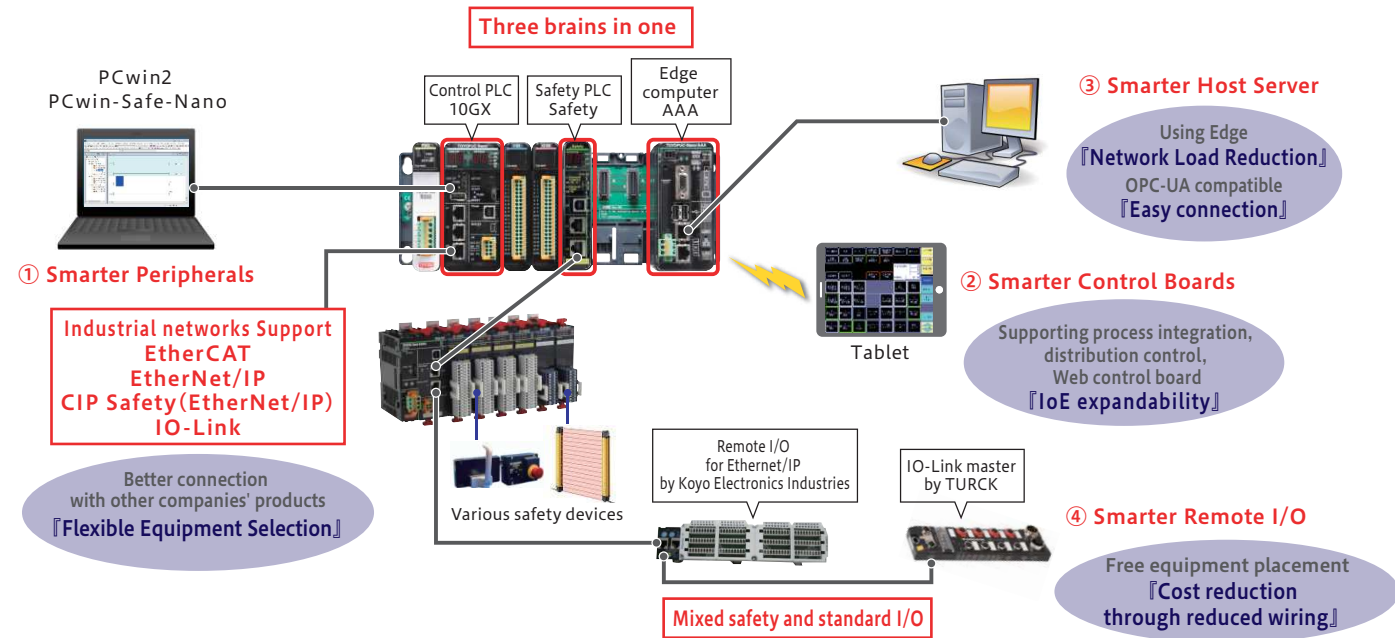 Three brains in one
PCwin2
PCwin-Safe-Nano
Control PLC
10GX
Safety PLC
Safety
Edge
computer
AAA
③ Smarter Host Server
Using Edge
『Network Load Reduction』
OPC-UA compatible
『Easy connection』
① Smarter Peripherals
Industrial networks Support
EtherCAT
EtherNet/IP
CIP Safety(EtherNet/IP)
IO-Link
Better connection
with other companies' products
『Flexible Equipment Selection』
Tablet
② Smarter Control Boards
Supporting process integration,
distribution control,
Web control board
『IoE expandability』
Various safety devices
Remote I/O
for Ethernet/IP
by Koyo Electronics Industries
IO-Link master
by TURCK
④ Smarter Remote I/O
Free equipment placement
『Cost reduction
through reduced wiring』
Mixed safety and standard I/O